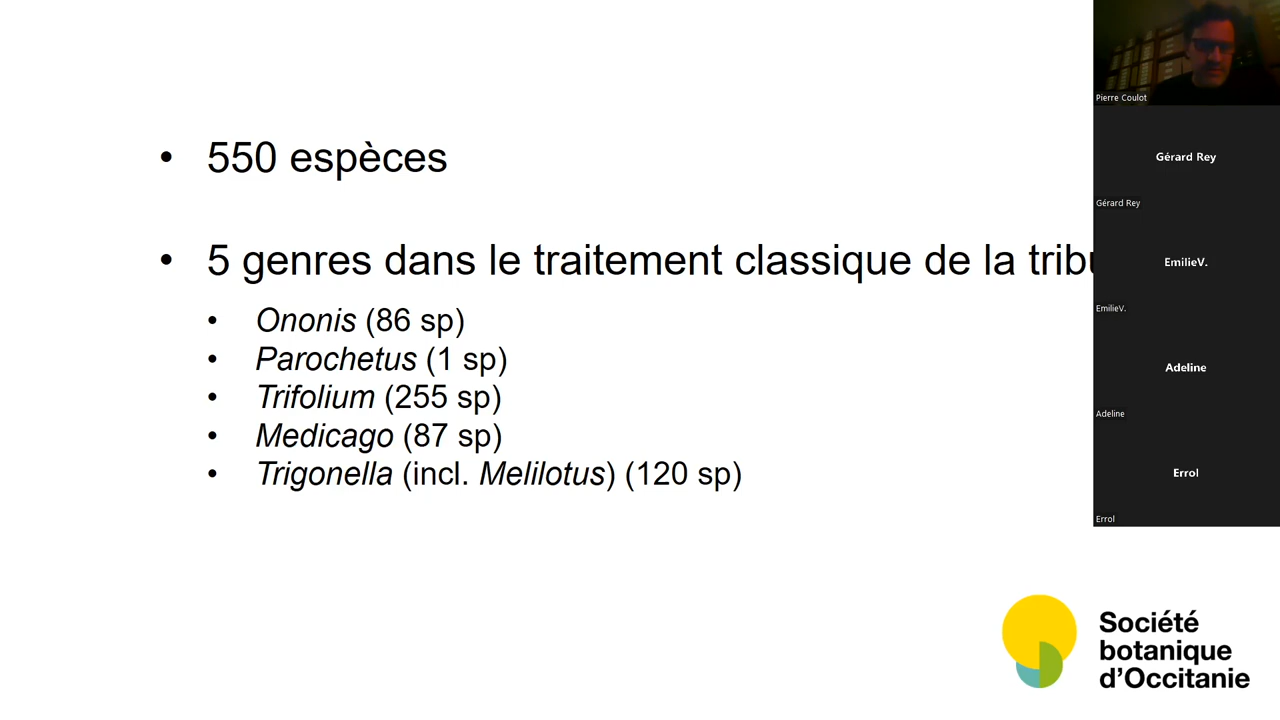 550 espèces
5 genres dans le traitement classique de la
Ononis (86 sp)
Parochetus (1 sp)
Trifolium (255 sp)
Medicago (87 sp)
Trigonella (incl. Melilotus) (120 sp)
Pierre Coulot
Gérard Rey
Gérard Rey
EmilieV.
EmilieV.
Adeline
Adeline
Errol
Errol
Société
botanique
d'Occitanie